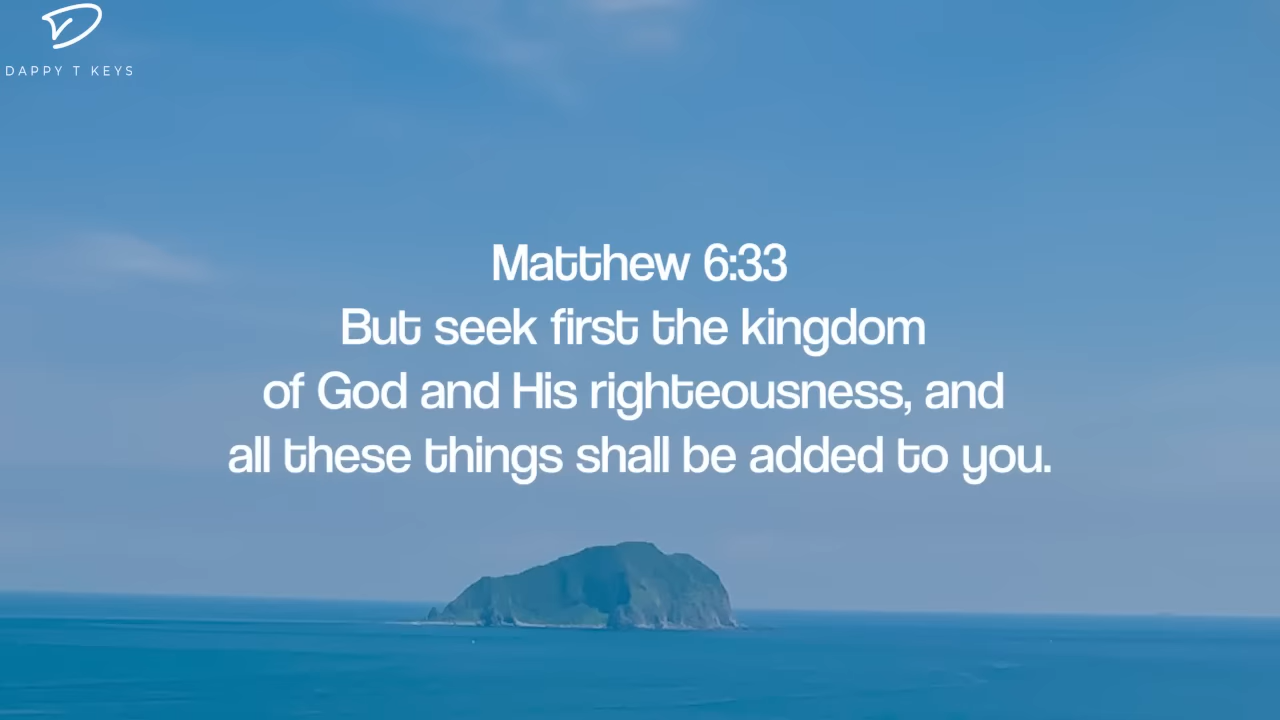 DAPPY T KEYS
Matthew 6:33
But seek first the kingdom
of God and His righteousness, and
all these things shall be added to you.